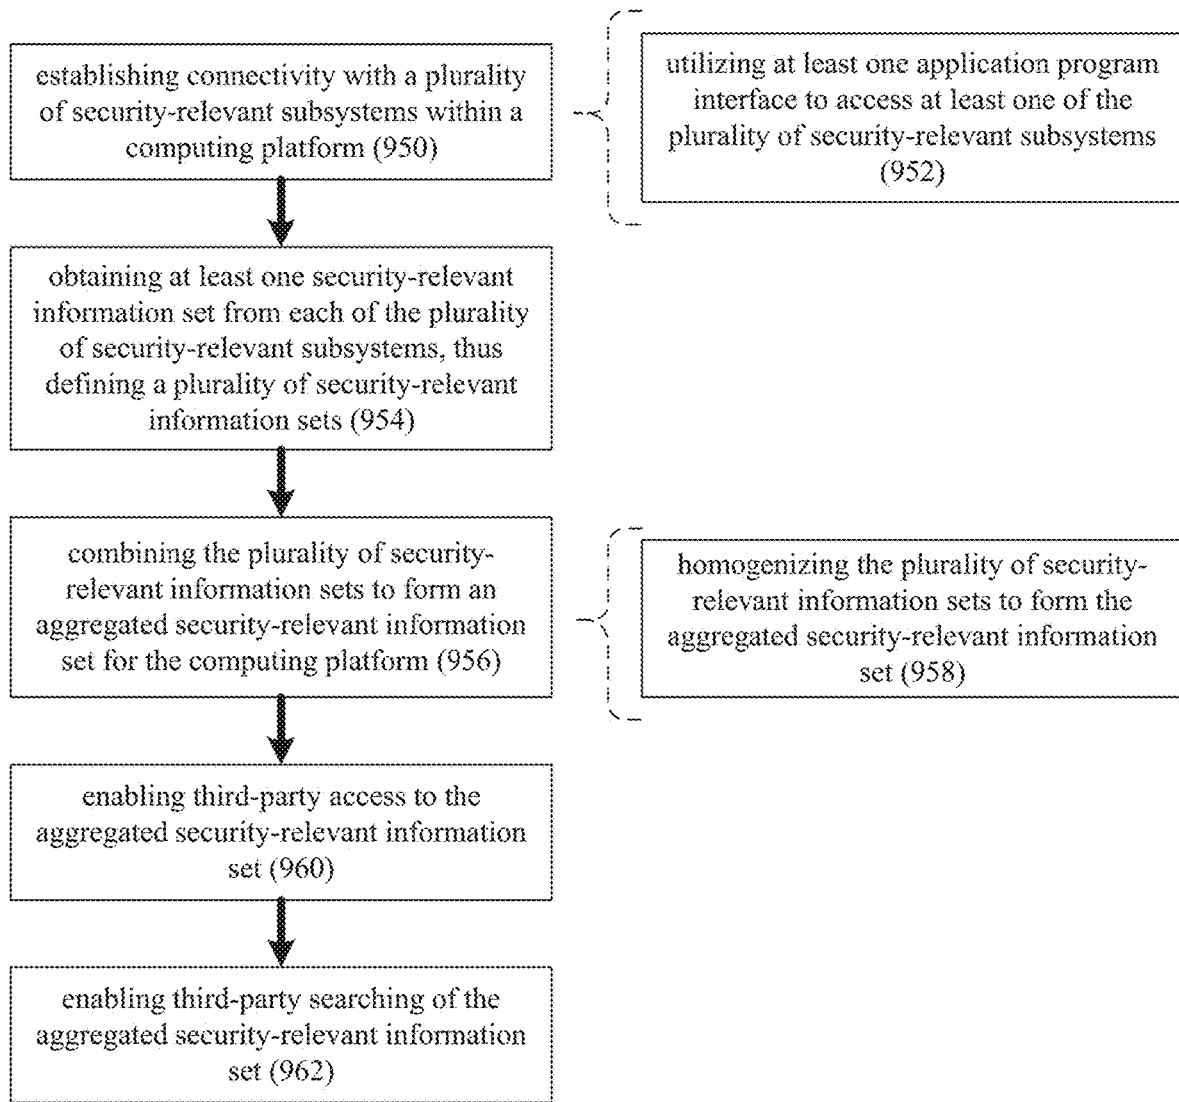 establishing connectivity with a plurality
of security-relevant subsystems within a
computing platform (950)
utilizing at least one application program
interface to access at least one of the
plurality of security-relevant subsystems
(952)
obtaining at least one security-relevant
information set from each of the plurality
of security-relevant subsystems, thus
defining a plurality of security-relevant
information sets (954)
combining the plurality of security-
relevant information sets to form an
aggregated security-relevant information
set for the computing platform (956)
homogenizing the plurality of security-
relevant information sets to form the
aggregated security-relevant information
set (958)
enabling third-party access to the
aggregated security-relevant information
set (960)
enabling third-party searching of the
aggregated security-relevant information
set (962)